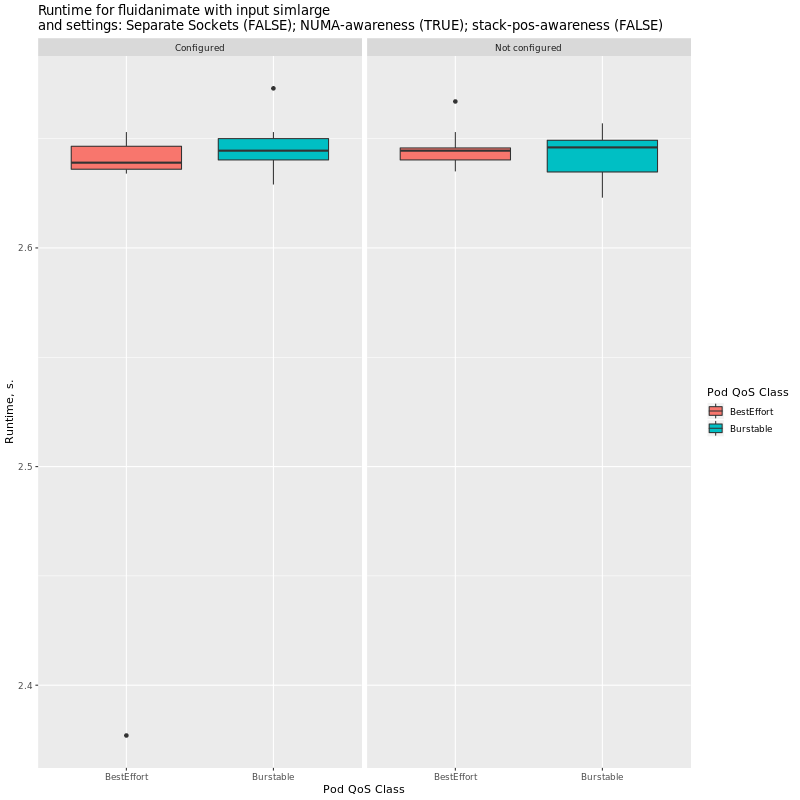 Runtime for fluidanimate with input simlarge
and settings: Separate Sockets (FALSE); NUMA-awareness (TRUE); stack-pos-awareness (FALSE)
Configured
Not configured
2.6
2.5
2.4
Runtime, s.
BestEffort
Burstable
BestEffort
Burstable
Pod QoS Class
Pod QoS Class
BestEffort
Burstable